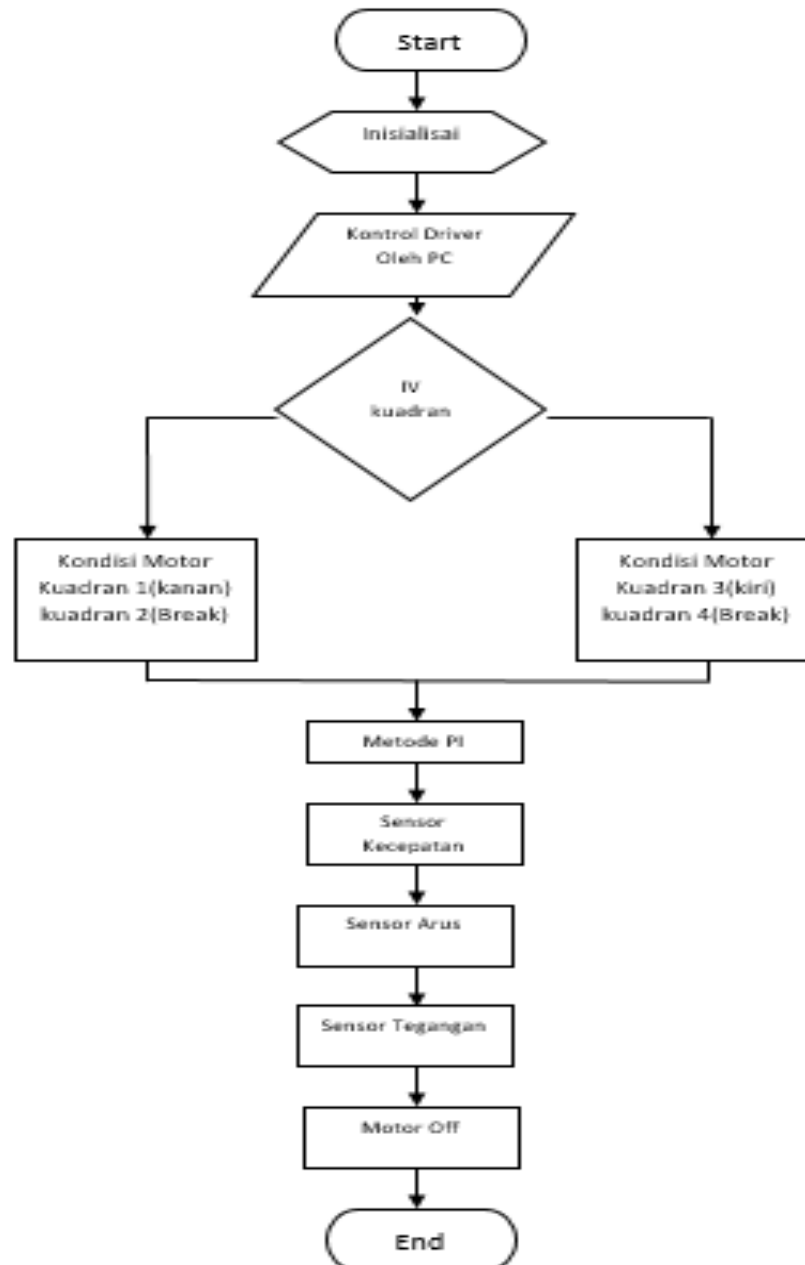 Start
Inisialisai
Kontrol Driver
Oleh PC
IV
kuadran
Kondisi Motor
Kuadran 1(kanan)
kuadran 2(Break)
Kondisi Motor
Kuadran 3(kiri)
kuadran 4(Break)
Metode PI
Sensor
Kecepatan
Sensor Arus
Sensor Tegangan
Motor Off
End